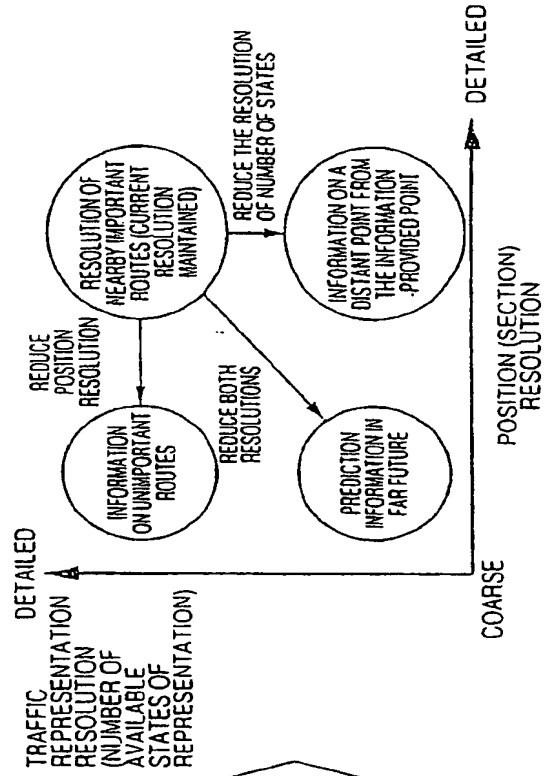 TRAFFIC
REPRESENTATION
RESOLUTION
(NUMBER OF
AVAILABLE
STATES OF
REPRESENTATION)
DETAILED
REDUCE
POSITION
RESOLUTION
RESOLUTION OF
NEARBY IMPORTANT
ROUTES (CURRENT
RESOLUTION
MAINTAINED)
INFORMATION
ON UNIMPORTANT
ROUTES
REDUCE BOTH
RESOLUTIONS
REDUCE THE RESOLUTION
OF NUMBER OF STATES
PREDICTION
INFORMATION IN
FAR FUTURE
INFORMATION ON A
DISTANT POINT FROM
THE INFORMATION
-PROVIDED POINT
COARSE
POSITION (SECTION)
RESOLUTION
DETAILED